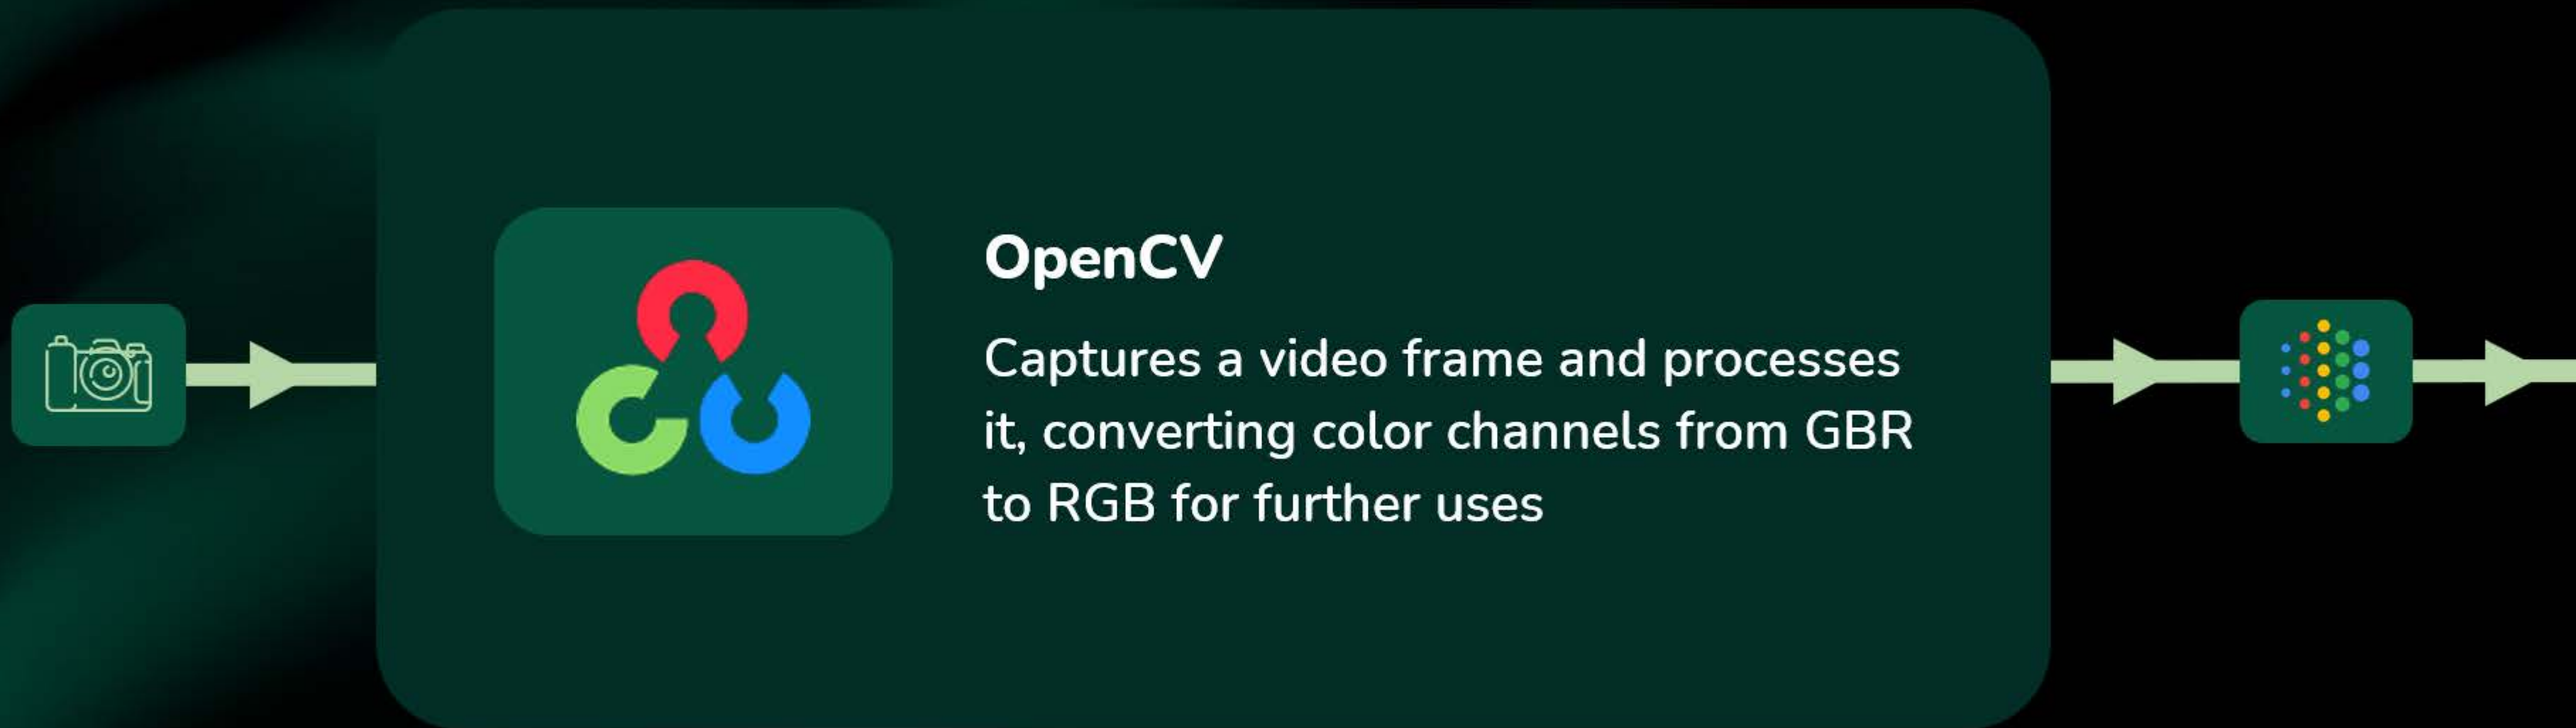 OpenCV
Captures a video frame and processes
it, converting color channels from GBR
to RGB for further uses